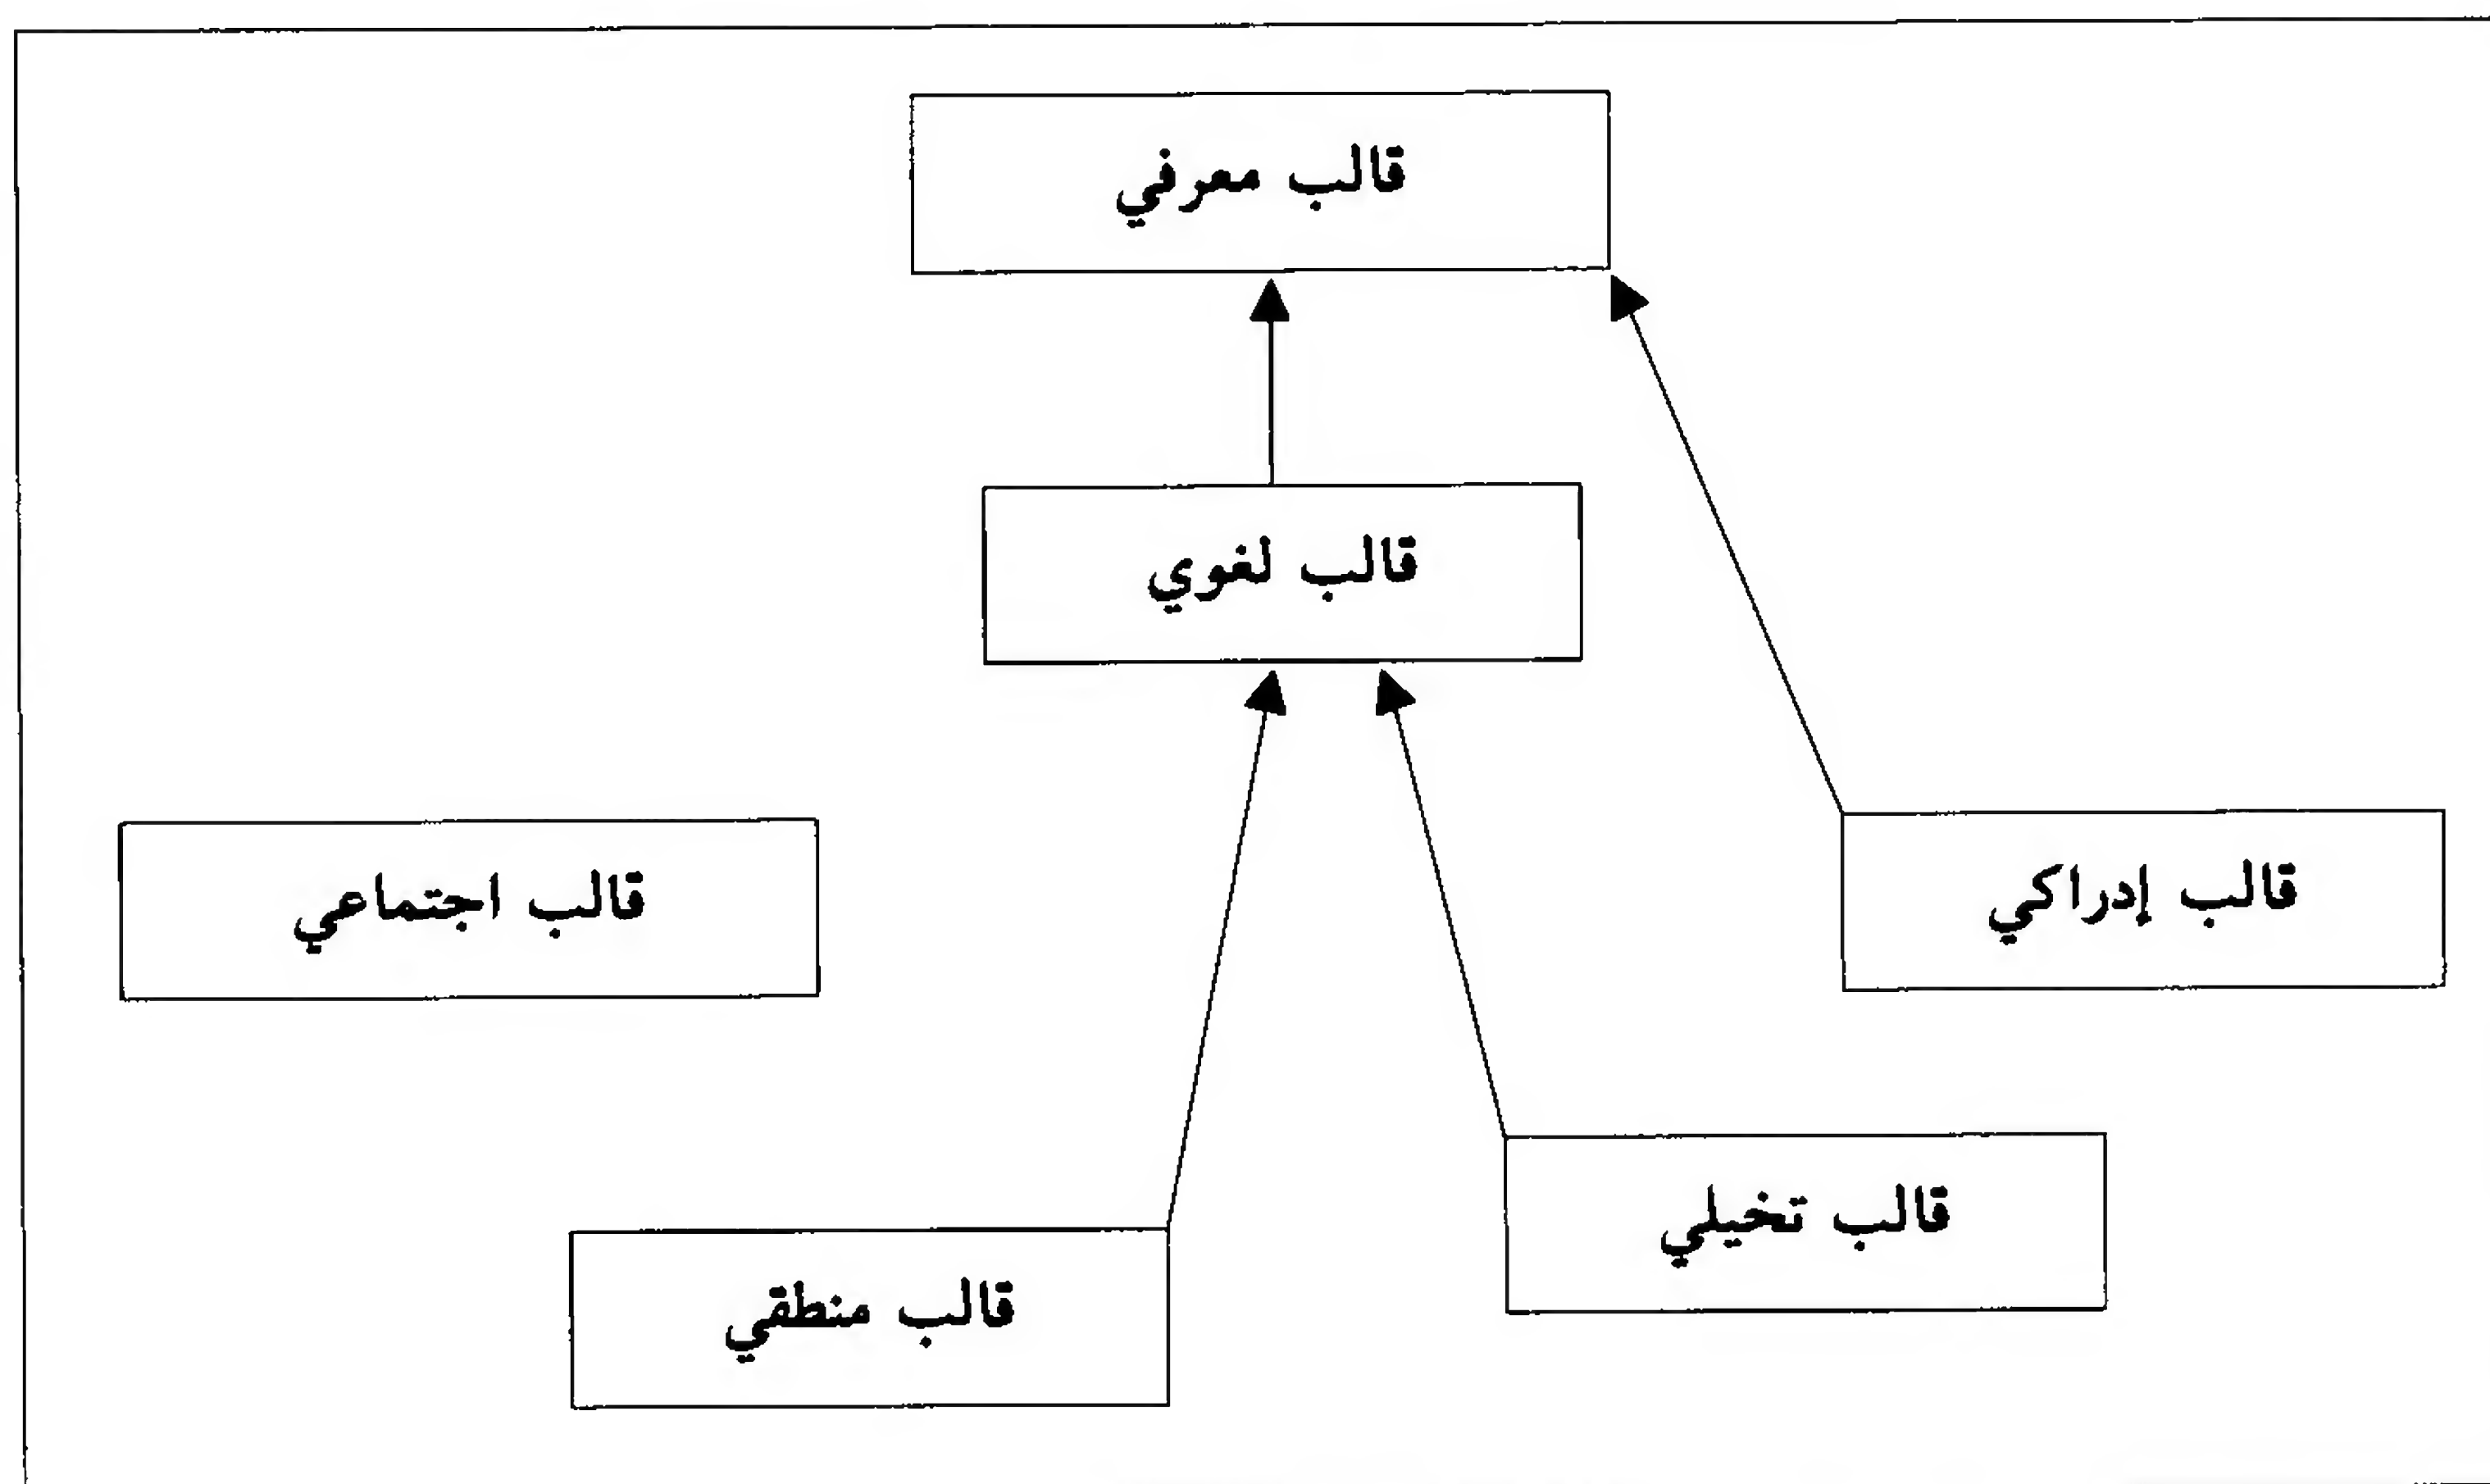 قالب معرفي
قالب لغوي
قالب إدراكي
قالب اجتماعي
قالب تخيلي
قالب منطقي